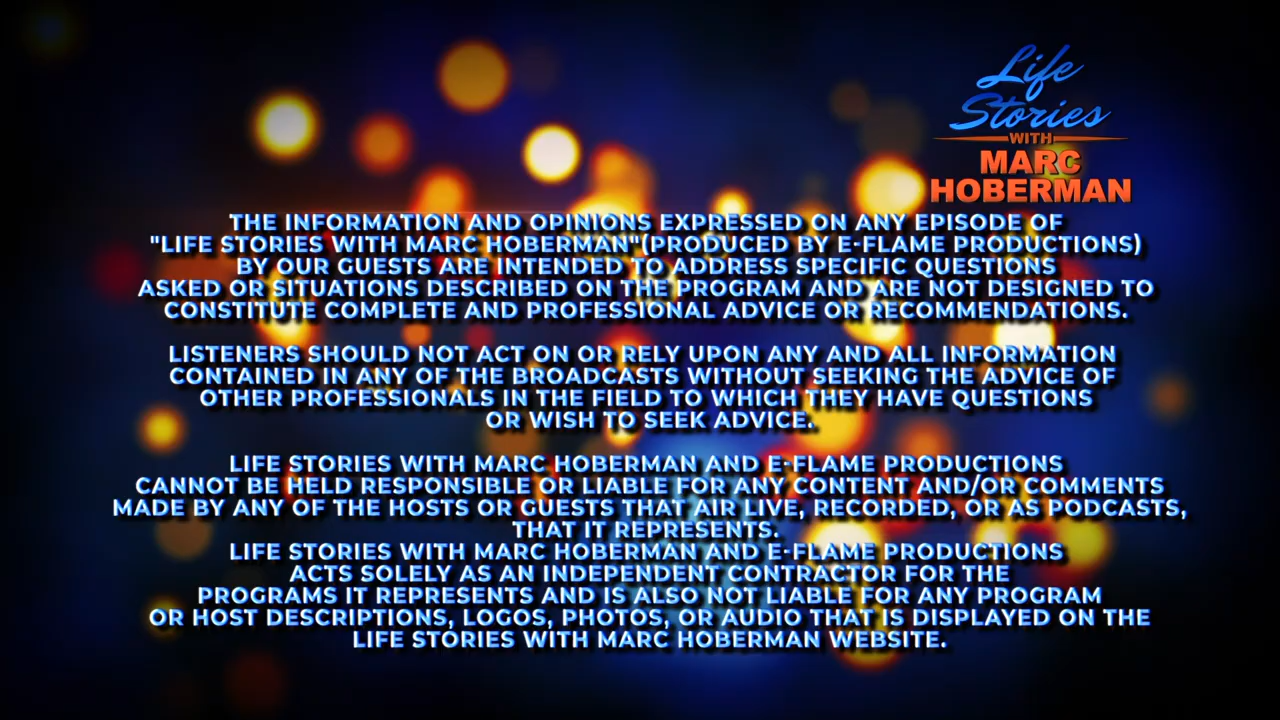 Life
Stories
WITH
MARC
HOBERMAN
THE INFORMATION AND OPINIONS EXPRESSED ON ANY EPISODE OF
"LIFE STORIES WITH MARC HOBERMAN"(PRODUCED BY E-FLAME PRODUCTIONS)
BY OUR GUESTS ARE INTENDED TO ADDRESS SPECIFIC QUESTIONS
ASKED OR SITUATIONS DESCRIBED ON THE PROGRAM AND ARE NOT DESIGNED TO
CONSTITUTE COMPLETE AND PROFESSIONAL ADVICE OR RECOMMENDATIONS.
LISTENERS SHOULD NOT ACT ON OR RELY UPON ANY AND ALL INFORMATION
CONTAINED IN ANY OF THE BROADCASTS WITHOUT SEEKING THE ADVICE OF
OTHER PROFESSIONALS IN THE FIELD TO WHICH THEY HAVE QUESTIONS
OR WISH TO SEEK ADVICE.
LIFE STORIES WITH MARC HOBERMAN AND E-FLAME PRODUCTIONS
CANNOT BE HELD RESPONSIBLE OR LIABLE FOR ANY CONTENT AND/OR COMMENTS
MADE BY ANY OF THE HOSTS OR GUESTS THAT AIR LIVE, RECORDED, OR AS PODCASTS,
THAT IT REPRESENTS.
LIFE STORIES WITH MARC HOBERMAN AND E-FLAME PRODUCTIONS
ACTS SOLELY AS AN INDEPENDENT CONTRACTOR FOR THE
PROGRAMS IT REPRESENTS AND IS ALSO NOT LIABLE FOR ANY PROGRAM
OR HOST DESCRIPTIONS, LOGOS, PHOTOS, OR AUDIO THAT IS DISPLAYED ON THE
LIFE STORIES WITH MARC HOBERMAN WEBSITE.